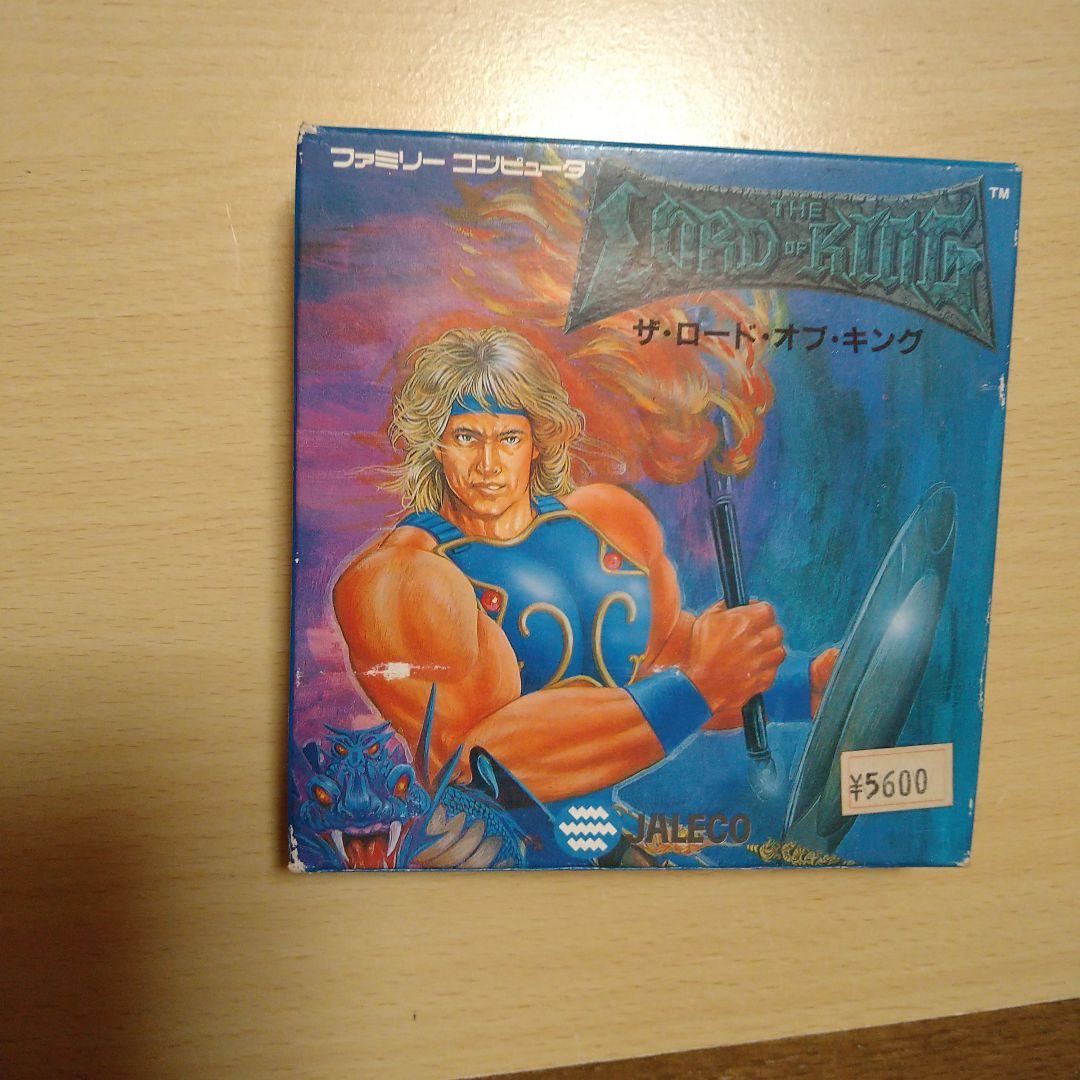 ファミリー コンピュータ
THE
LORD OF KING
TM
ザ・ロード・オブ・キング
¥5600
JALECO